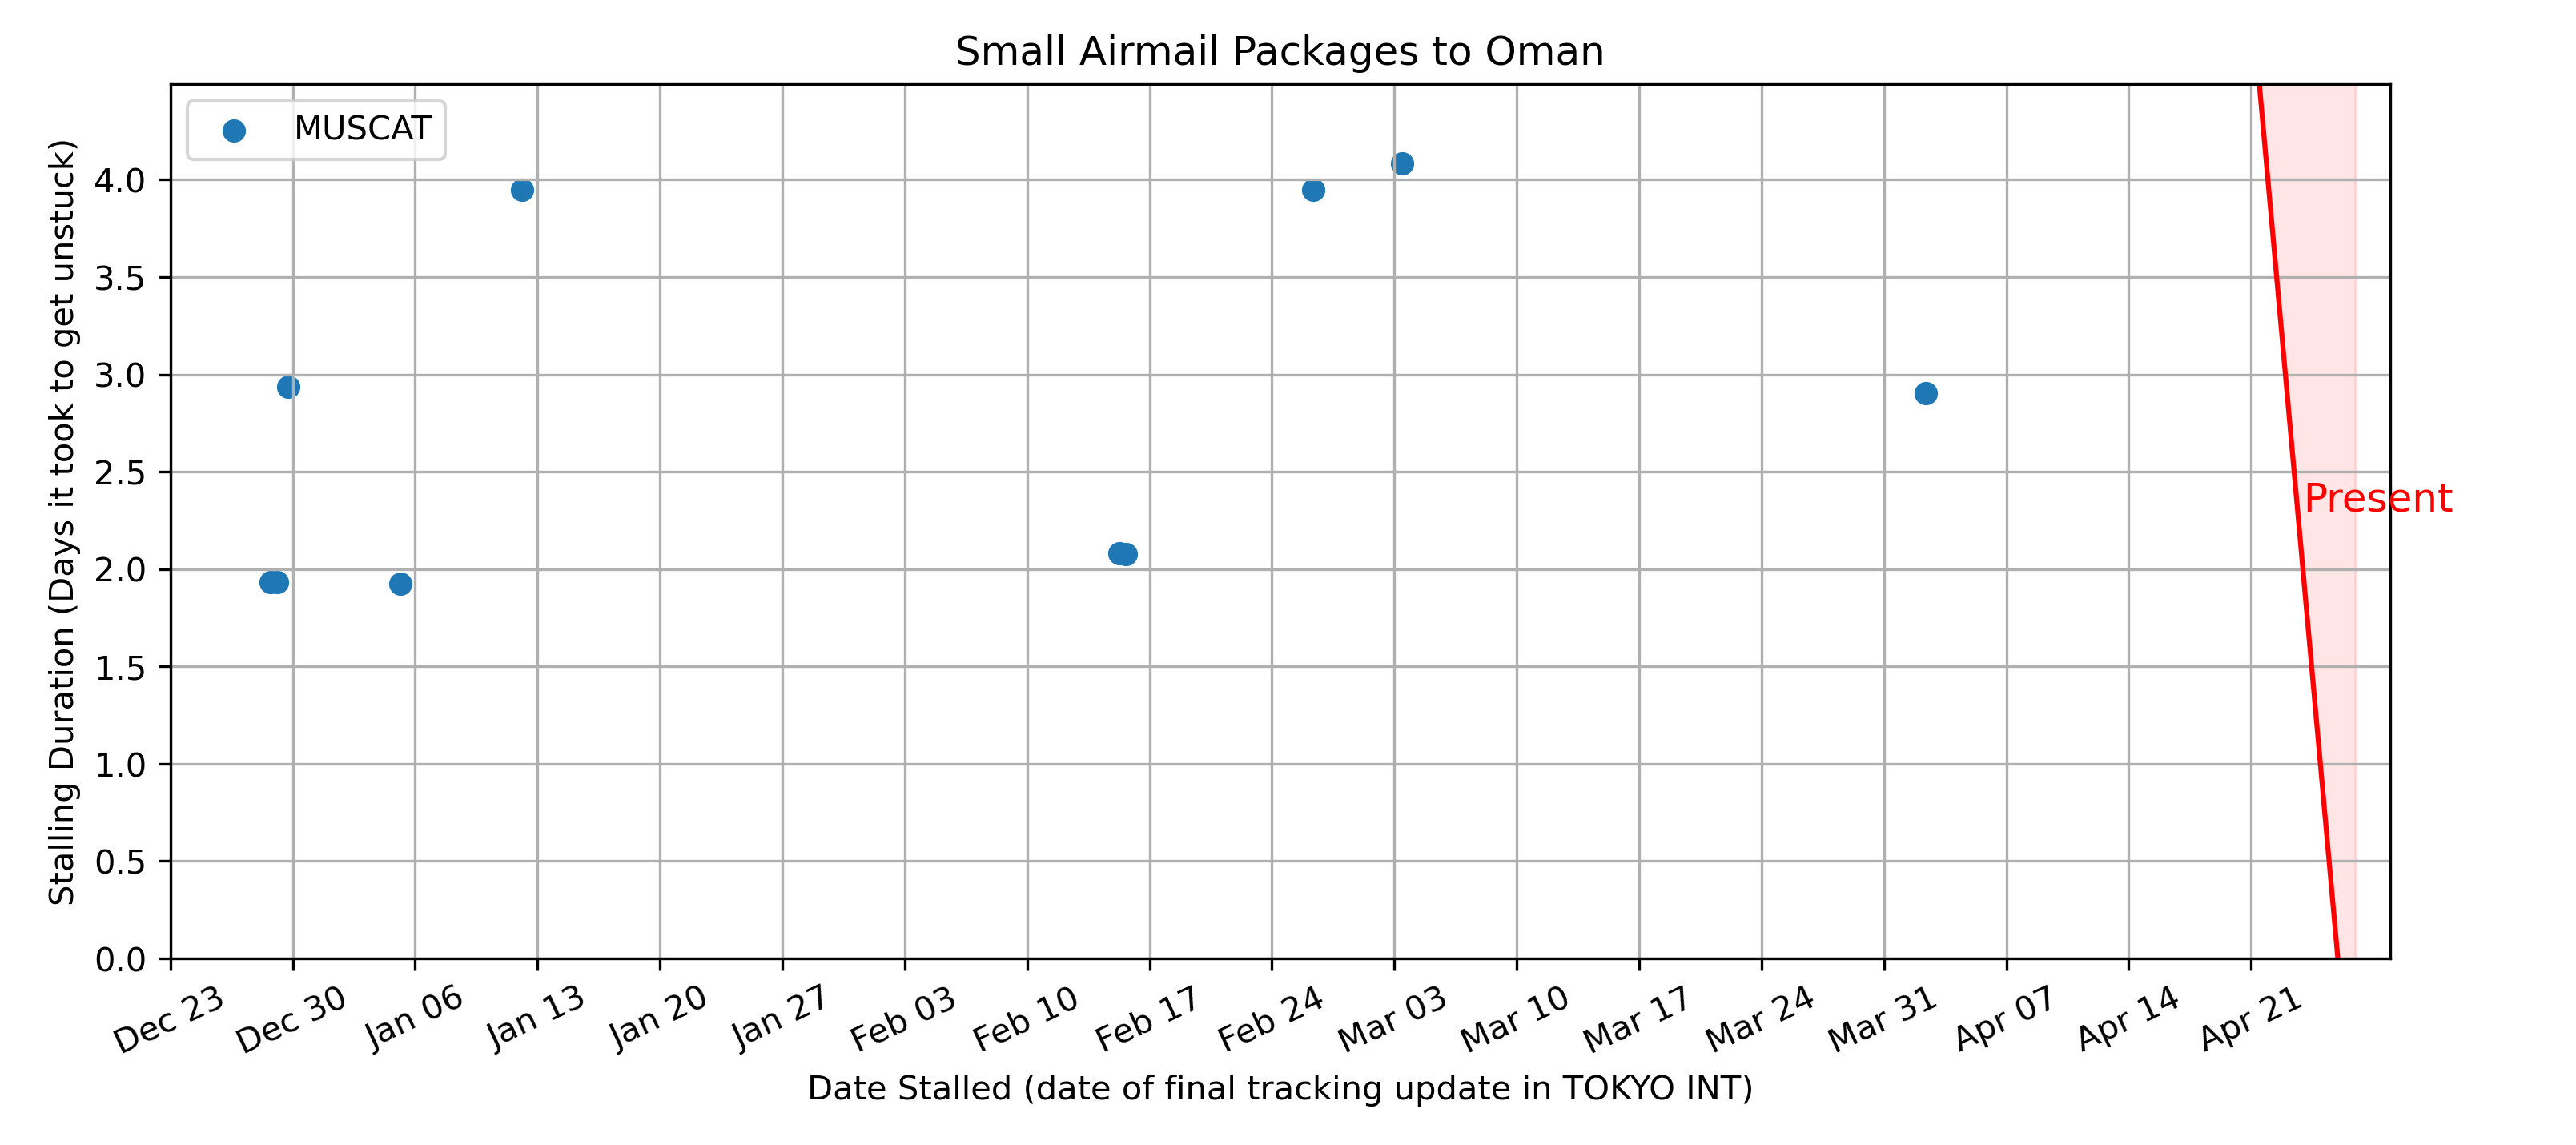 Small Airmail Packages to Oman
MUSCAT
Stalling Duration (Days it took to get unstuck)
4.0
3.5
3.0
2.5
2.0
1.5
1.0
0.5
0.0
Present
Dec 23 Dec 30 Jan 06 Jan 13 Jan 20 Jan 27 Feb 03 Feb 10 Feb 17 Feb 24 Mar 03 Mar 10 Mar 17 Mar 24 Mar 31 Apr 07 Apr 14 Apr 21
Date Stalled (date of final tracking update in TOKYO INT)